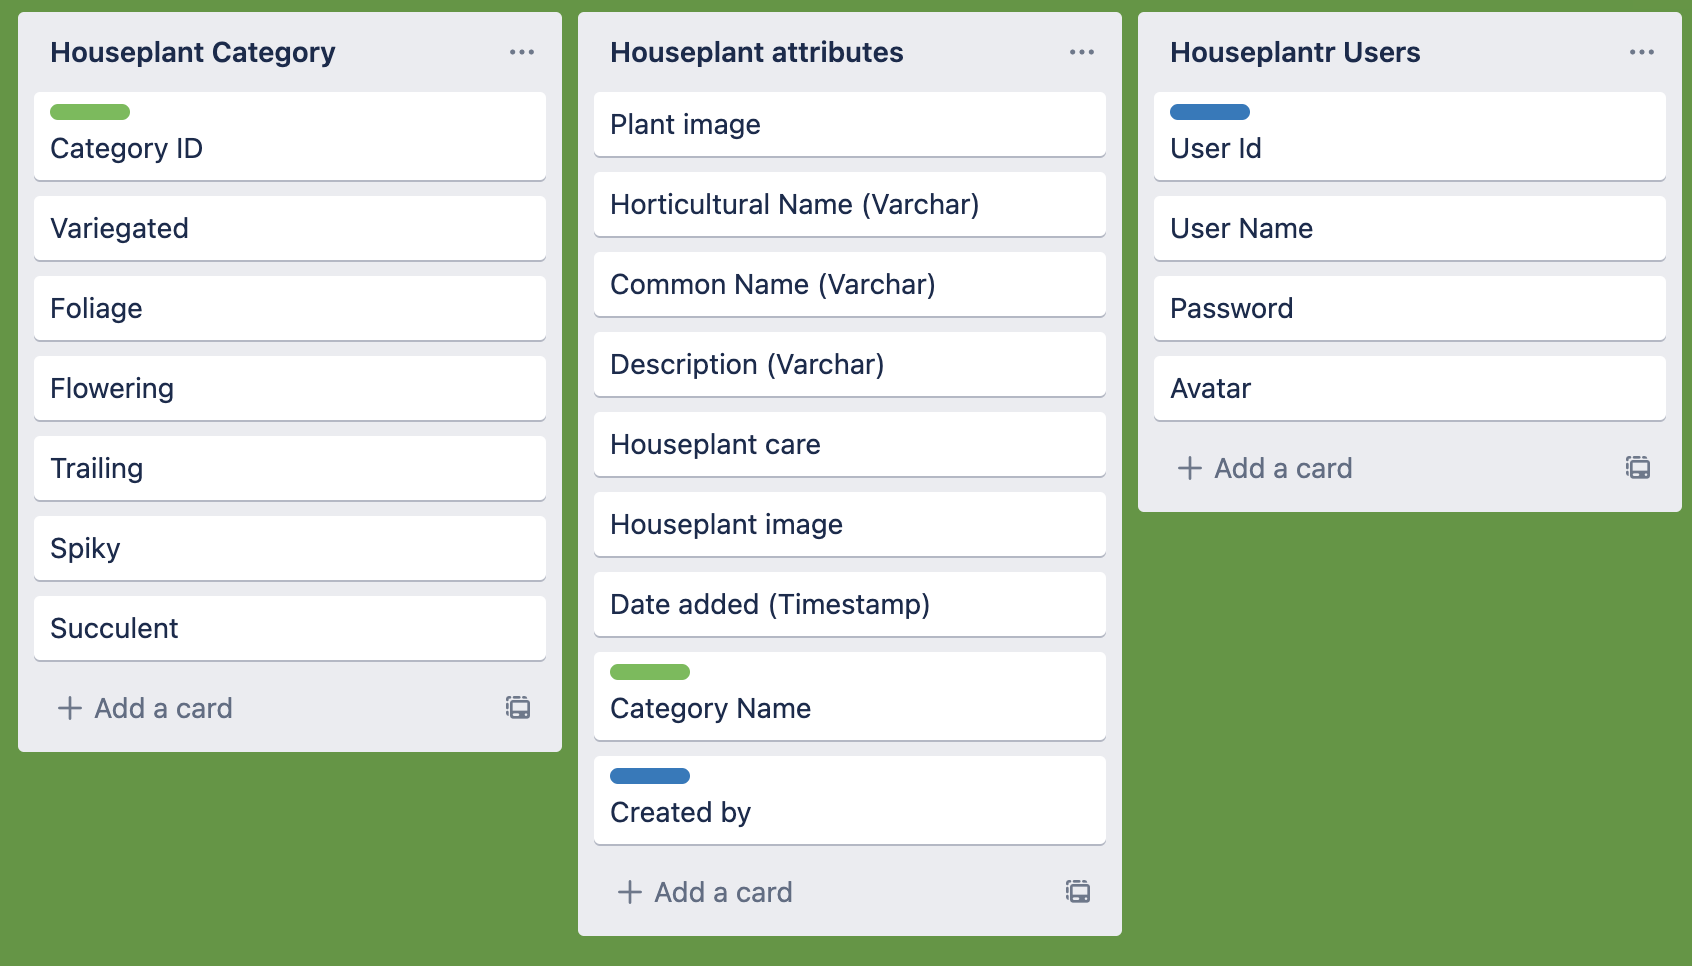 Houseplant Category
Category ID
Variegated
Foliage
Flowering
Trailing
Spiky
Succulent
Add a card
Houseplant attributes
Plant image
Horticultural Name (Varchar)
Common Name (Varchar)
Description (Varchar)
Houseplant care
Houseplant image
Date added (Timestamp)
Category Name
Created by
Add a card
Houseplantr Users
User Id
User Name
Password
Avatar
Add a card